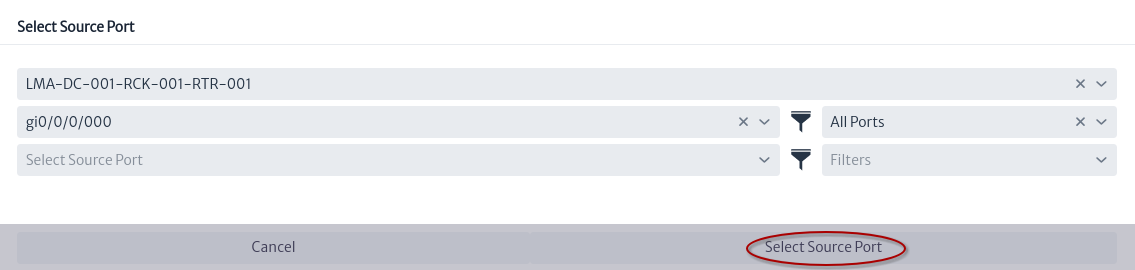 Select Source Port
LMA-DC-001-RCK-001-RTR-001
gi0/0/0/000
All Ports
Select Source Port
Filters
Cancel
Select Source Port